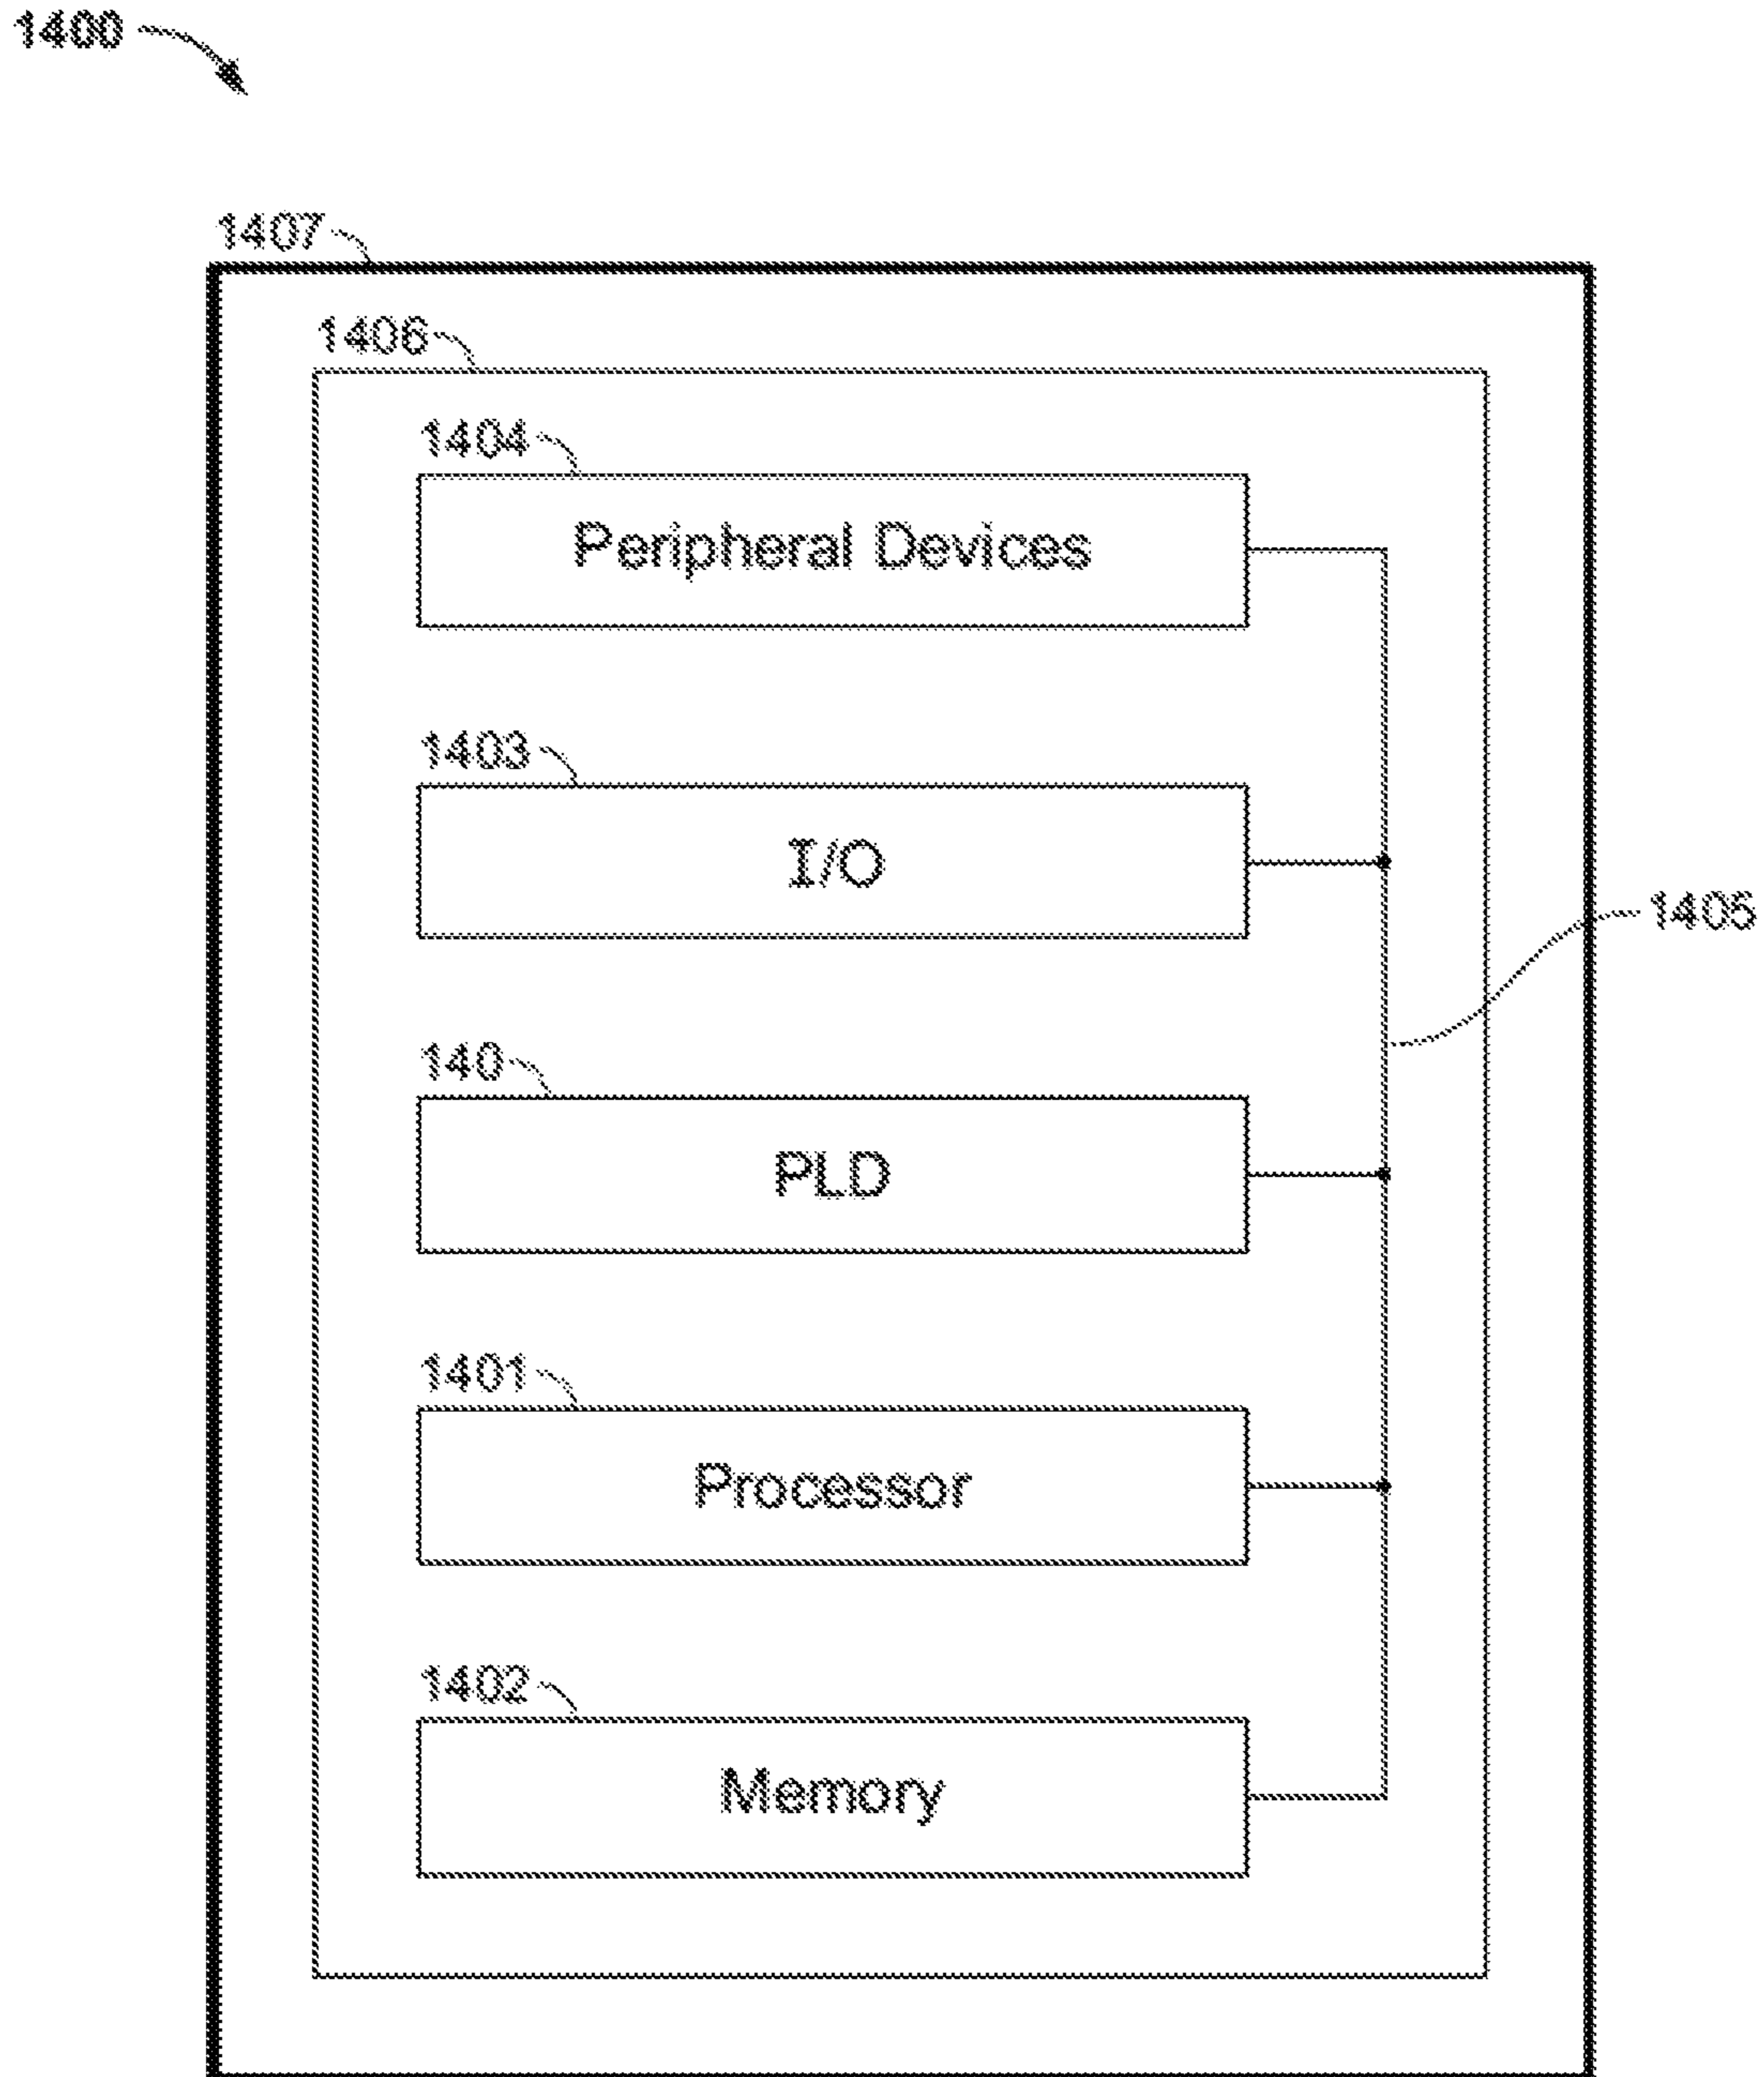 1400
1407
1406
1404
Peripheral Devices
1403
I/O
1405
140
PLD
1401
Processor
1402
Memory